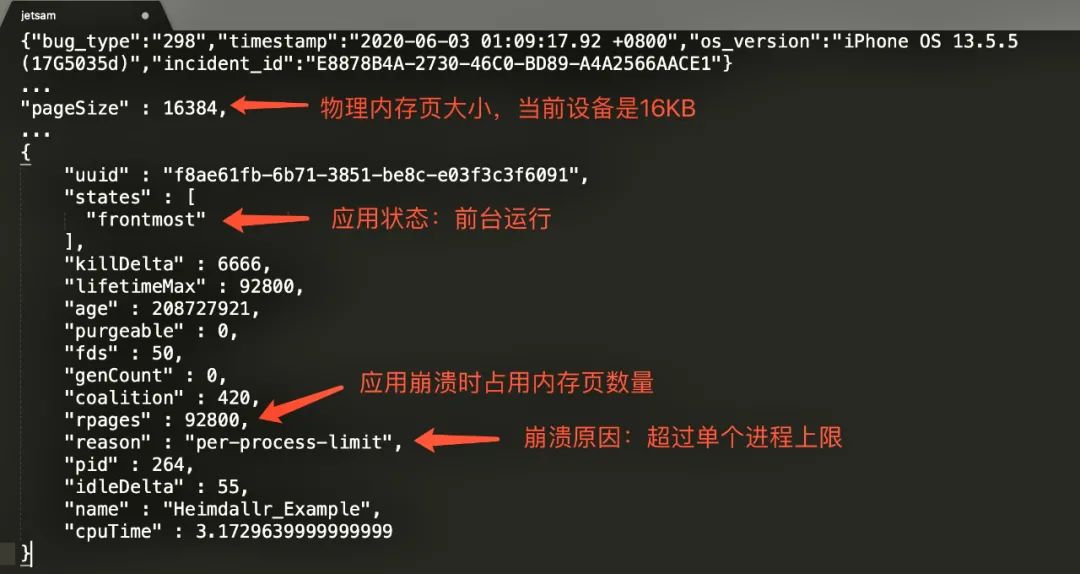 jetsam
{"bug_type":"298","timestamp":"2020-06-03 01:09:17.92 +0800","os_version":"iPhone OS 13.5.5
(17G5035d)","incident_id":"E8878B4A-2730-46C0-BD89-A4A2566AACE1"}
...
"pageSize" : 16384, 物理内存页大小，当前设备是16KB
...
{
"uuid" : "f8ae61fb-6b71-3851-be8c-e03f3c3f6091",
"states" : [
"frontmost" 应用状态：前台运行
],
"killDelta" : 6666,
"lifetimeMax" : 92800,
"age" : 208727921,
"purgeable" : 0,
"fds" : 50,
"genCount" : 0,
"coalition" : 420,
应用崩溃时占用内存页数量
"rpages" : 92800,
"reason" : "per-process-limit", 崩溃原因：超过单个进程上限
"pid" : 264,
"idleDelta" : 55,
"name" : "Heimdallr_Example",
"cpuTime" : 3.1729639999999999
}